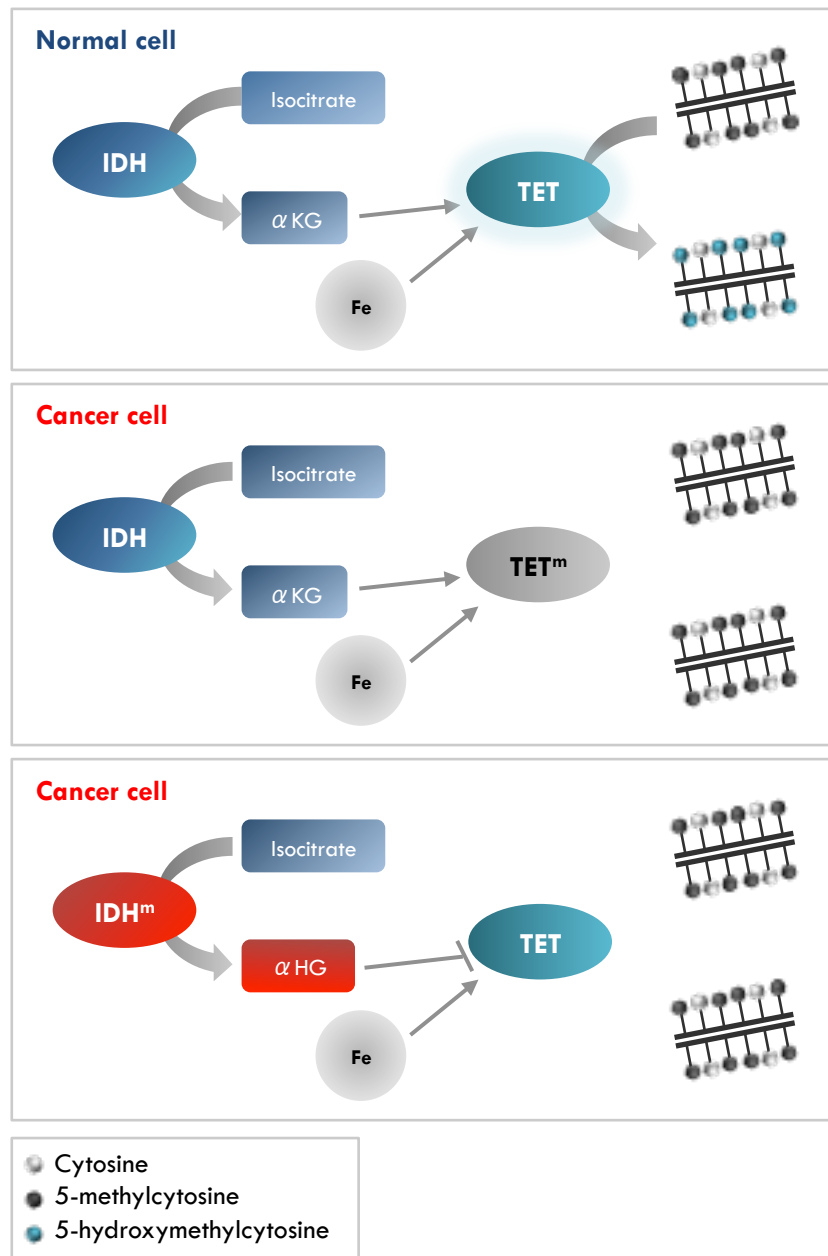 Normal cell
Isocitrate
IDH
TET
α KG
Fe
Cancer cell
Isocitrate
IDH
TETᵐ
α KG
Fe
Cancer cell
Isocitrate
IDHᵐ
TET
α HG
Fe
Cytosine
5-methylcytosine
5-hydroxymethylcytosine